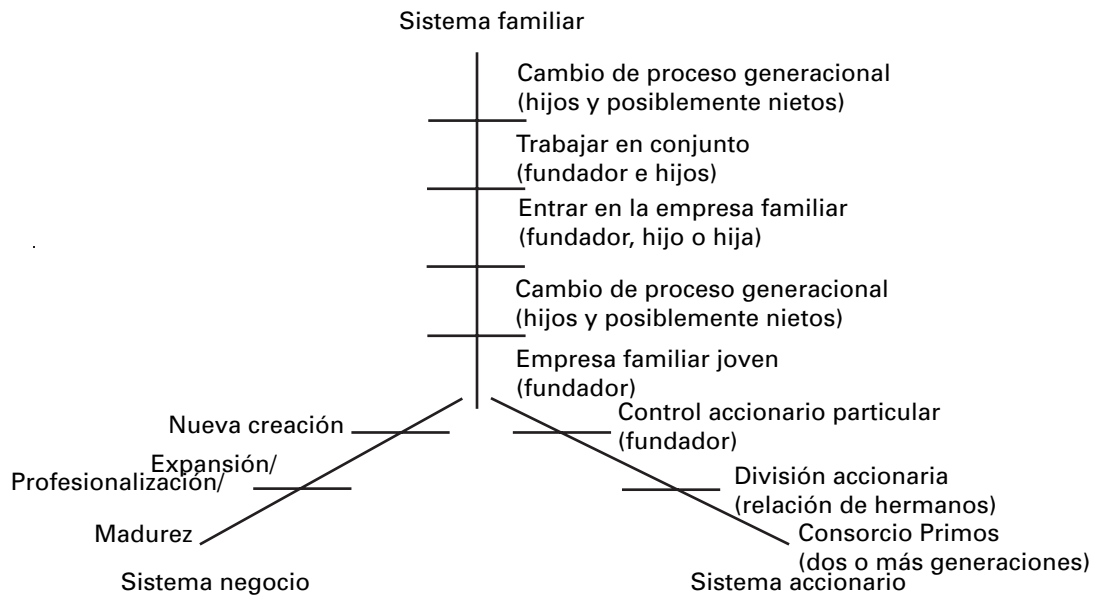 Sistema familiar
Cambio de proceso generacional
(hijos y posiblemente nietos)
Trabajar en conjunto
(fundador e hijos)
Entrar en la empresa familiar
(fundador, hijo o hija)
Cambio de proceso generacional
(hijos y posiblemente nietos)
Empresa familiar joven
(fundador)
Nueva creación
Expansión/
Profesionalización/
Madurez
Sistema negocio
Control accionario particular
(fundador)
División accionaria
(relación de hermanos)
Consorcio Primos
(dos o más generaciones)
Sistema accionario